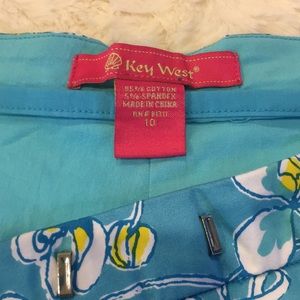 Key West®
95% COTTON
5% SPANDEX
MADE IN CHINA
10